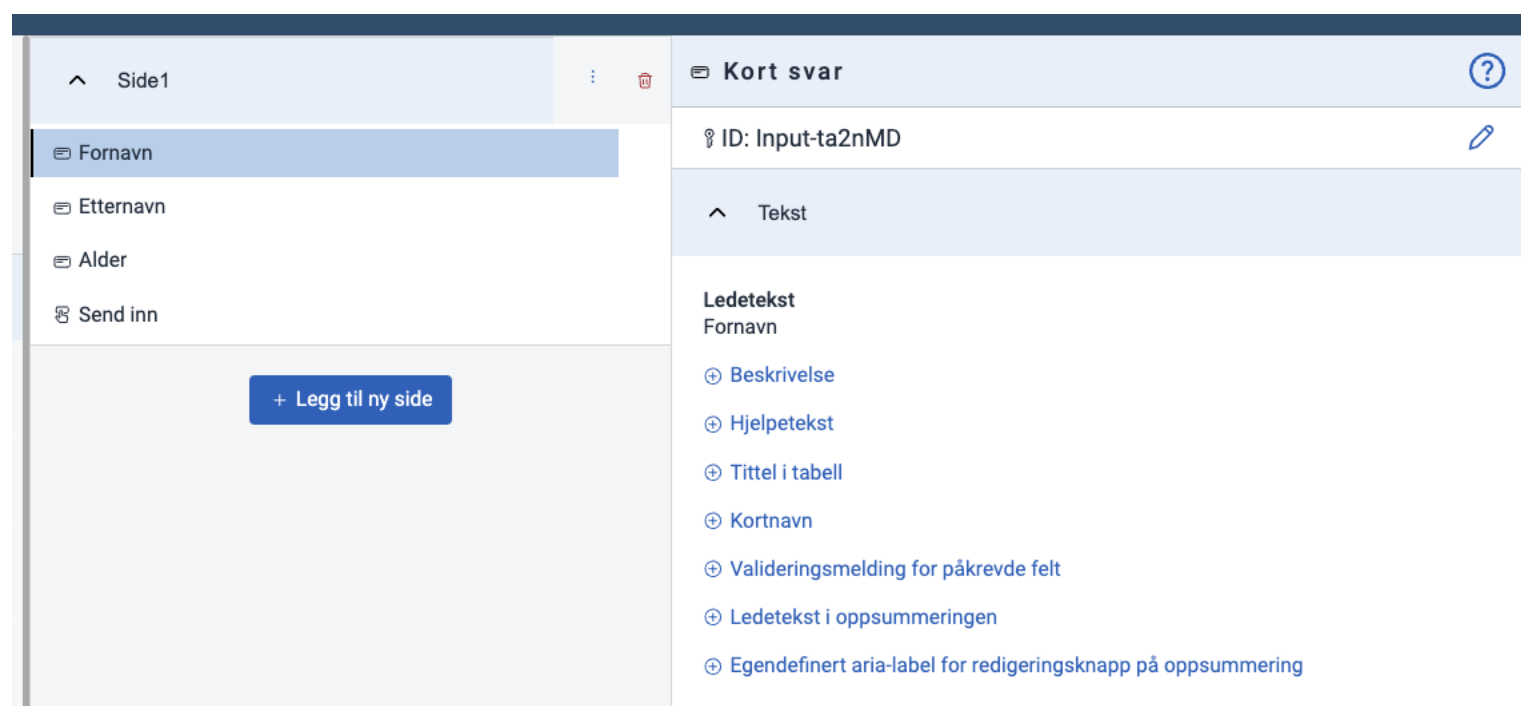 Side1
Fornavn
Etternavn
Alder
Send inn
+ Legg til ny side
Kort svar
ID: Input-ta2nMD
Tekst
Ledetekst
Fornavn
Beskrivelse
Hjelpetekst
Tittel i tabell
Kortnavn
Valideringsmelding for påkrevde felt
Ledetekst i oppsummeringen
Egendefinert aria-label for redigeringsknapp på oppsummering